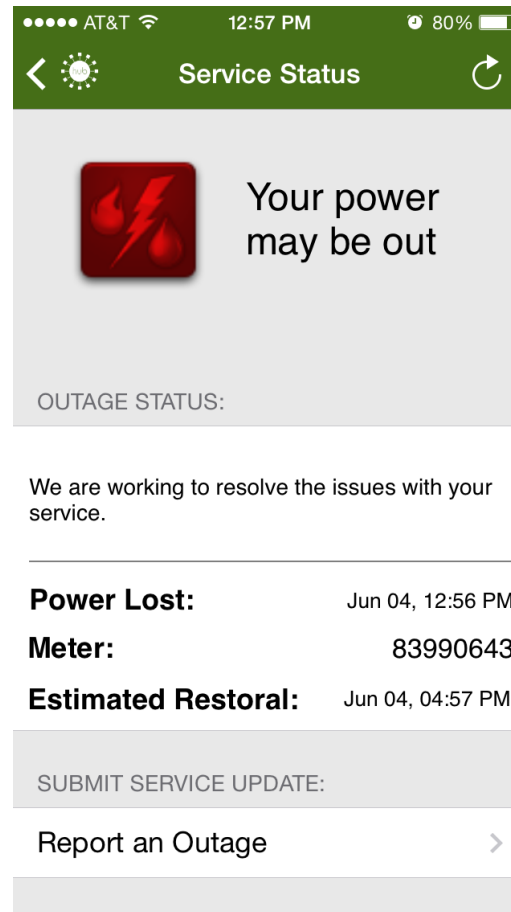 AT&T 12:57 PM 80%
hub Service Status
Your power
may be out
OUTAGE STATUS:
We are working to resolve the issues with your
service.
Power Lost: Jun 04, 12:56 PM
Meter: 83990643
Estimated Restoral: Jun 04, 04:57 PM
SUBMIT SERVICE UPDATE:
Report an Outage